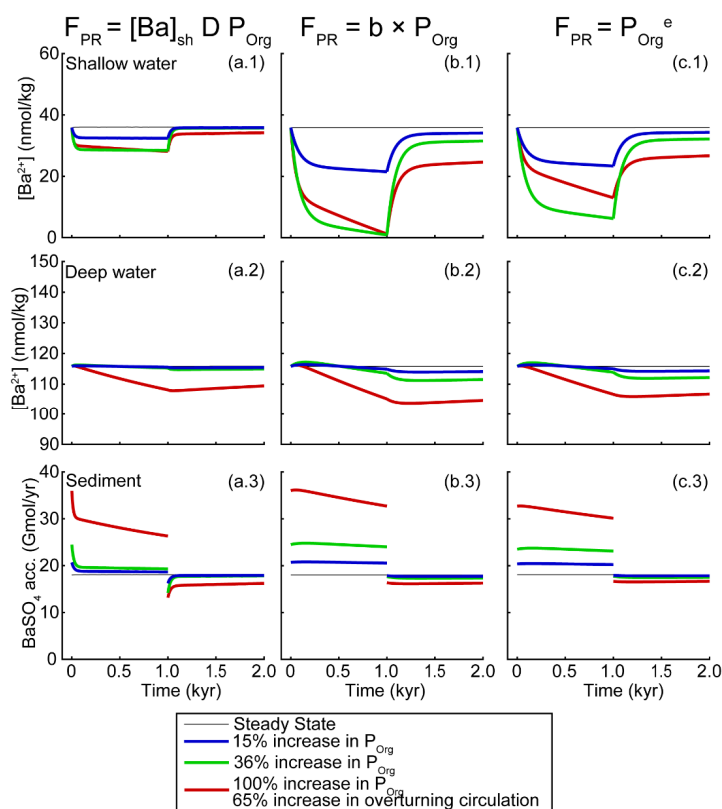 F_PR = [Ba]_sh D P_Org
F_PR = b × P_Org
F_PR = P_Org^e
60
40
20
0
[Ba²⁺] (nmol/kg)
Shallow water
(a.1)
(b.1)
(c.1)
150
140
130
120
110
100
90
[Ba²⁺] (nmol/kg)
Deep water
(a.2)
(b.2)
(c.2)
40
30
20
10
0
BaSO₄ acc. (Gmol/yr)
Sediment
(a.3)
(b.3)
(c.3)
0 0.5 1.0 1.5 2.0
0 0.5 1.0 1.5 2.0
0 0.5 1.0 1.5 2.0
Time (kyr)
Time (kyr)
Time (kyr)
Steady State
15% increase in P_Org
36% increase in P_Org
100% increase in P_Org
65% increase in overturning circulation